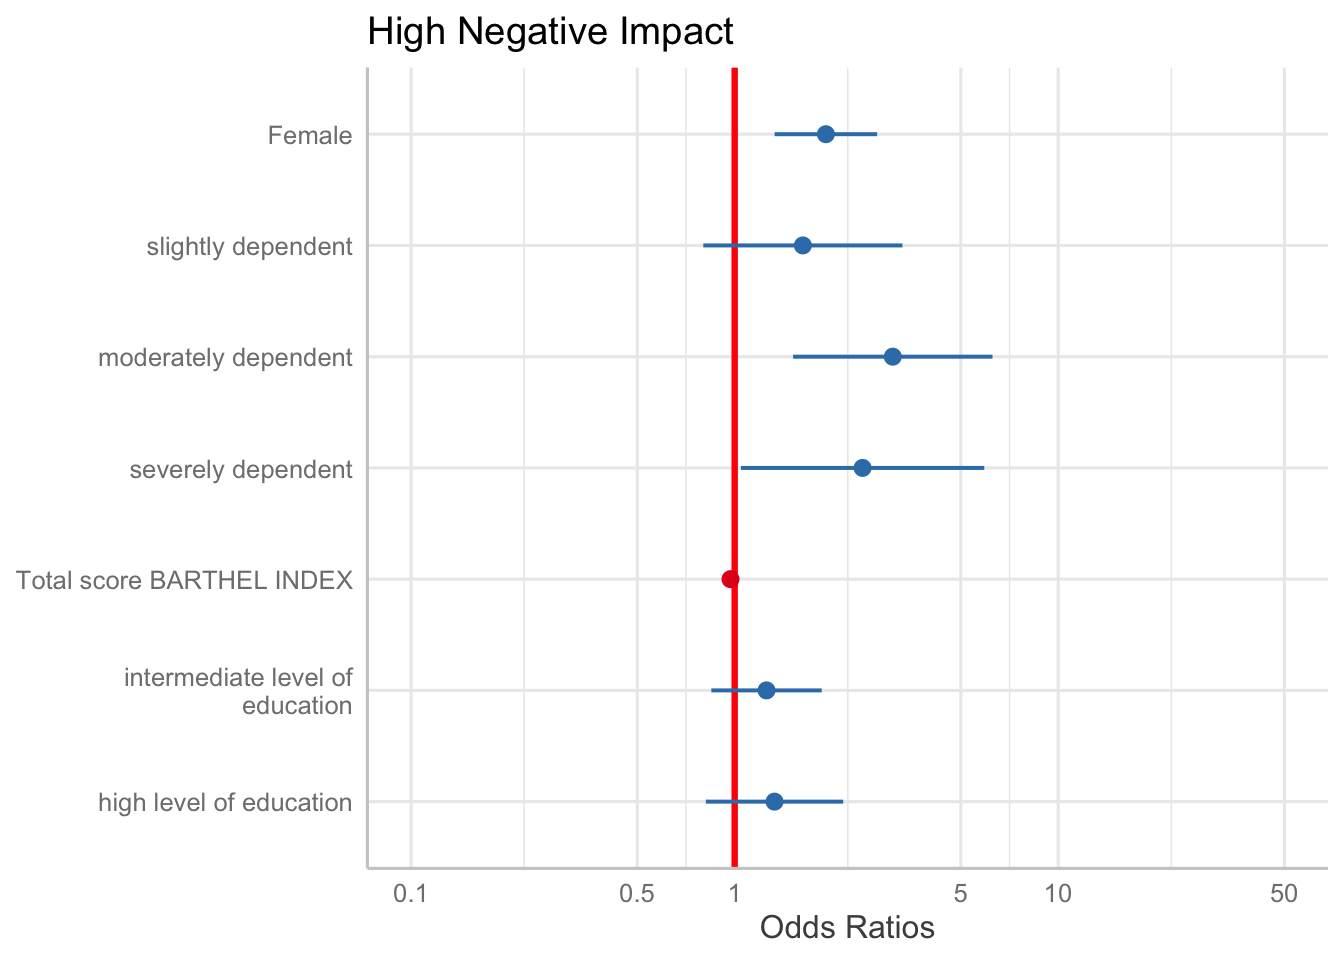 High Negative Impact
Female
slightly dependent
moderately dependent
severely dependent
Total score BARTHEL INDEX
intermediate level of
education
high level of education
0.1 0.5 1 5 10 50
Odds Ratios